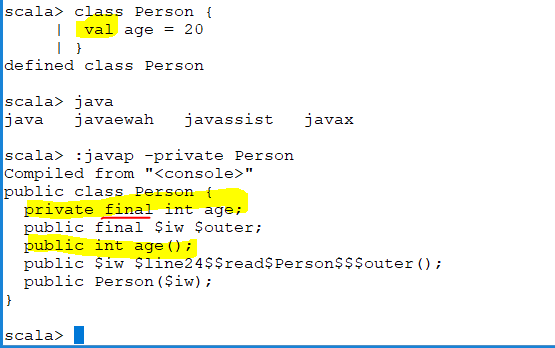 scala> class Person {
     | val age = 20
     | }
defined class Person
scala> java
java   javaewah   javassist   javax
scala> :javap -private Person
Compiled from "<console>"
public class Person {
  private final int age;
  public final $iw $outer;
  public int age();
  public $iw $line24$$read$Person$$$outer();
  public Person($iw);
}
scala>